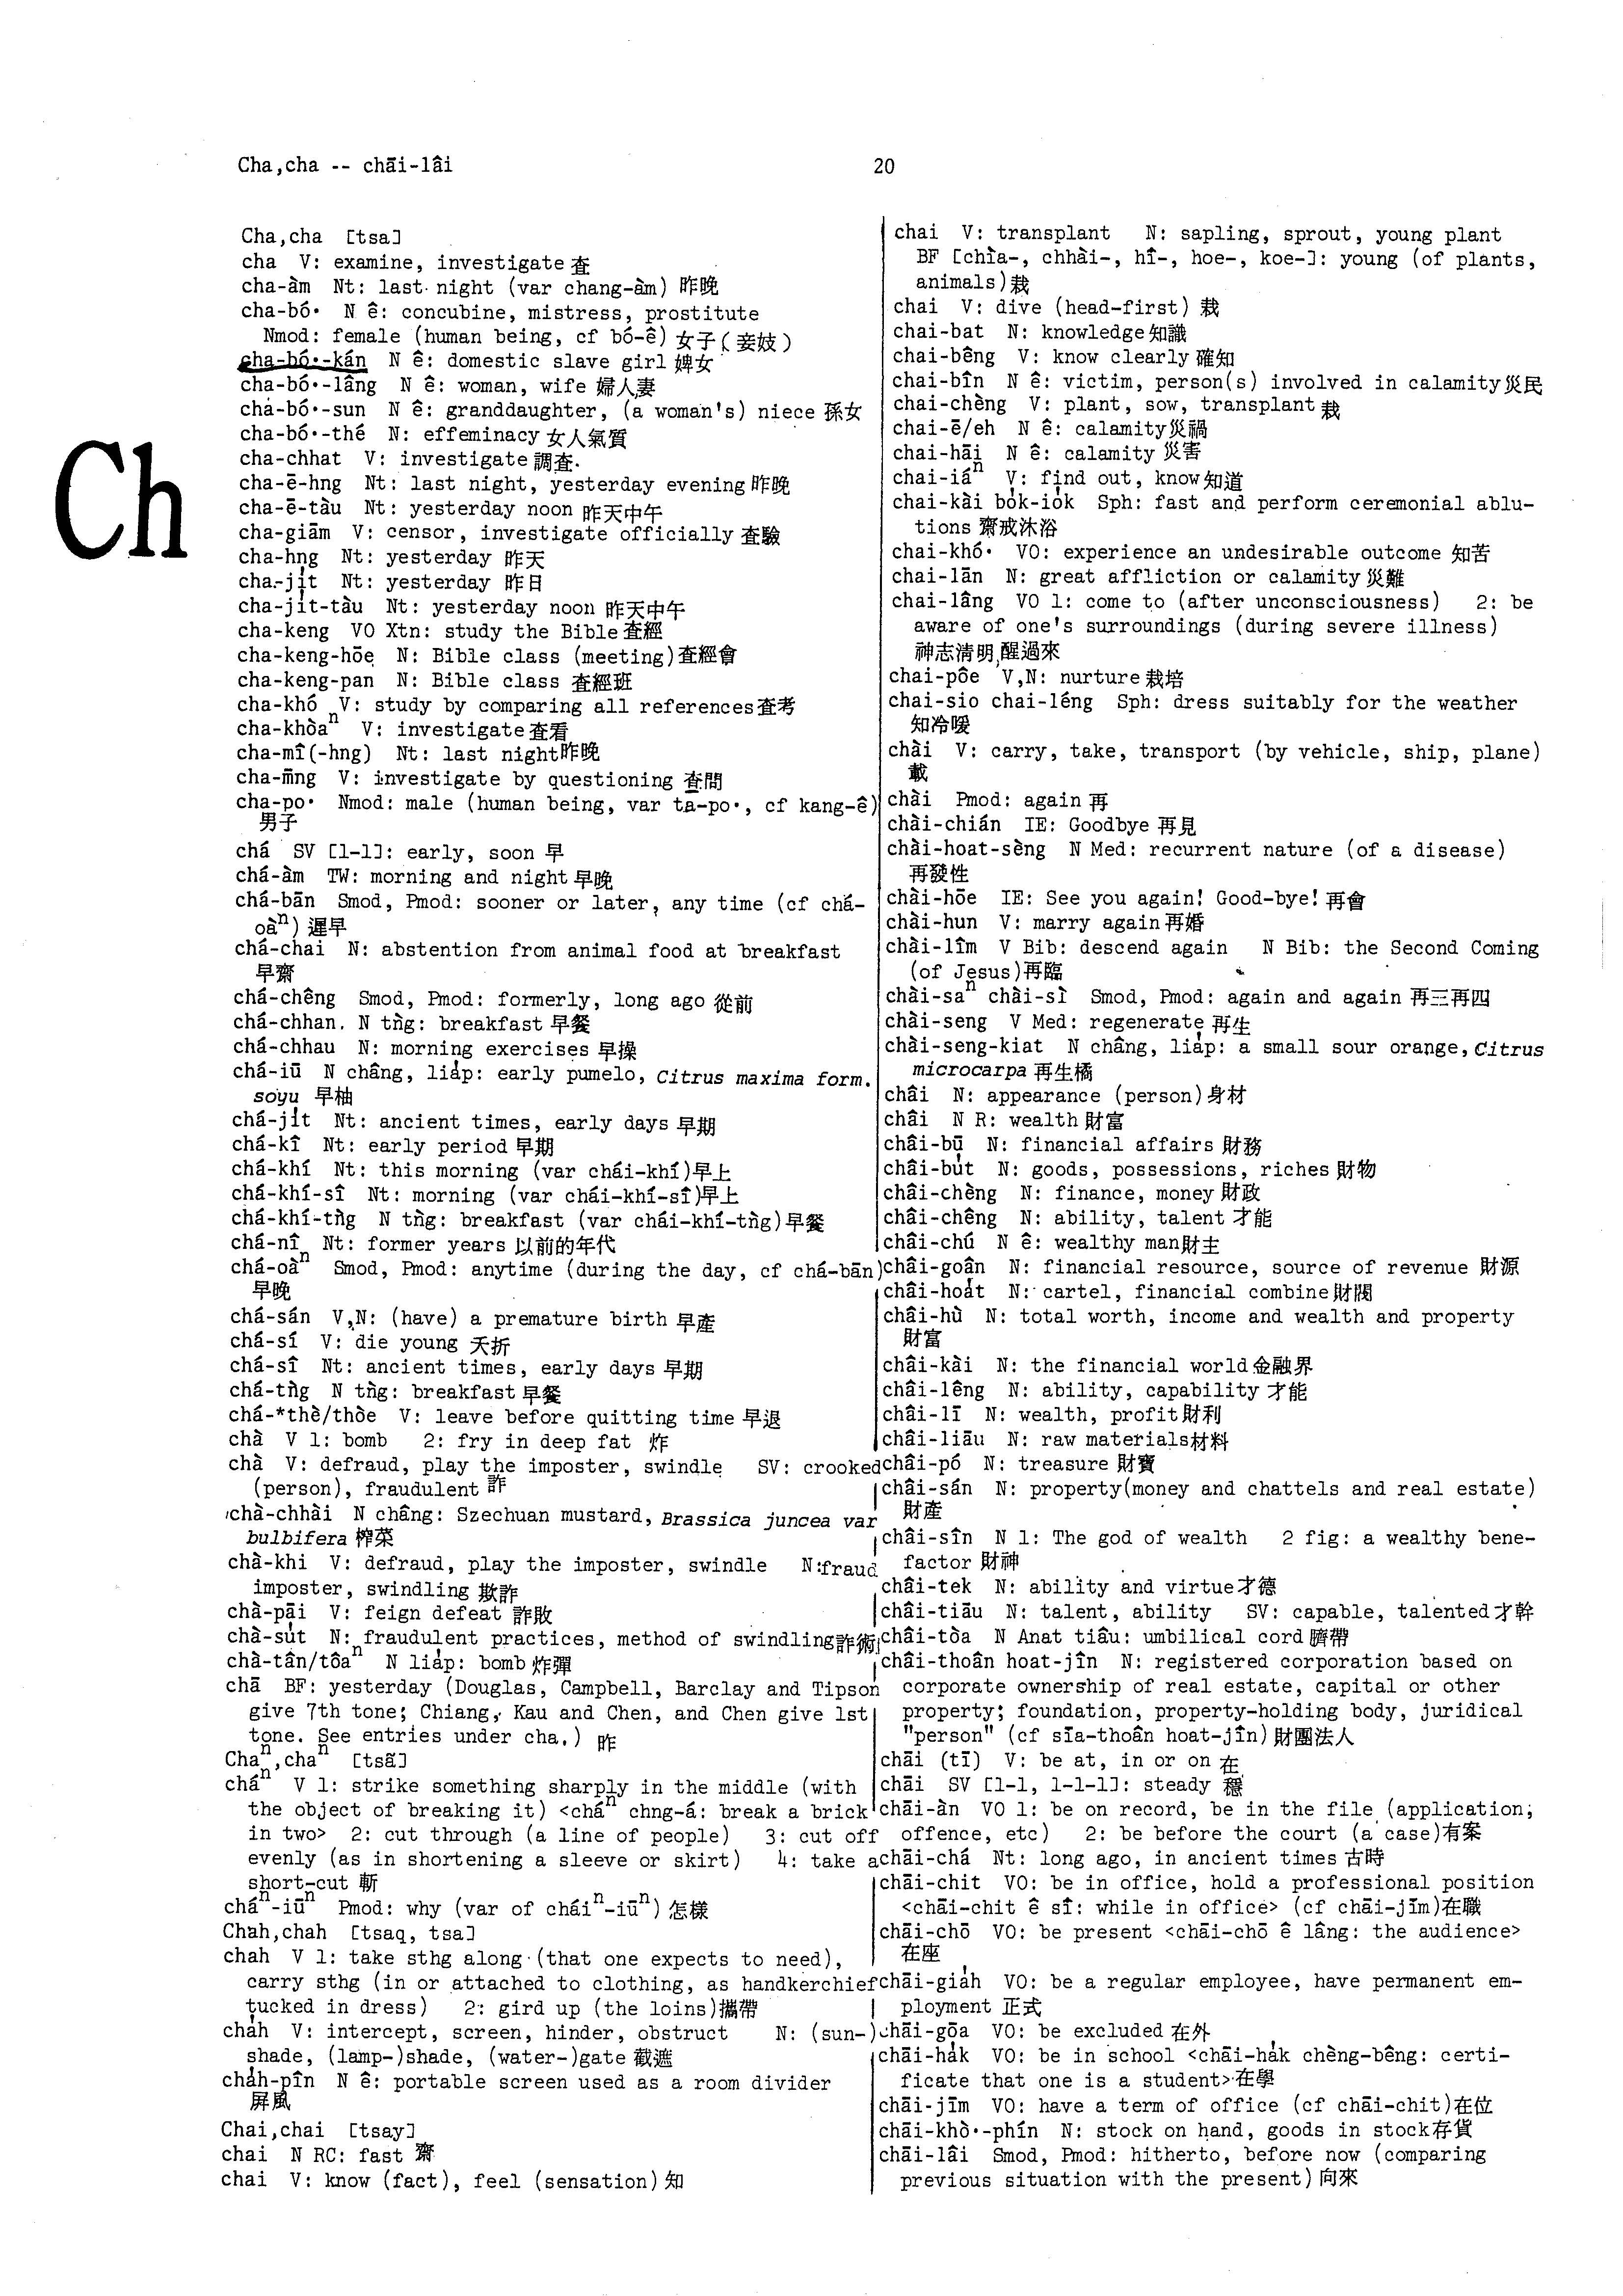 Cha,cha -- chāi-lâi
20
Ch
Cha,cha [tsa]
cha V: examine, investigate 查
cha-àm Nt: last night (var chang-àm) 昨晚
cha-bó· N ê: concubine, mistress, prostitute
Nmod: female (human being, cf bó-ê) 女子(妾妓)
cha-bó·-kán N ê: domestic slave girl 婢女
cha-bó·-lâng N ê: woman, wife 婦人,妻
cha-bó·-sun N ê: granddaughter, (a woman's) niece 孫女
cha-bó·-thé N: effeminacy 女人氣質
cha-chhat V: investigate 調查
cha-ē-hng Nt: last night, yesterday evening 昨晚
cha-ē-tàu Nt: yesterday noon 昨天中午
cha-giām V: censor, investigate officially 查驗
cha-hng Nt: yesterday 昨天
cha-ji̍t Nt: yesterday 昨日
cha-ji̍t-tàu Nt: yesterday noon 昨天中午
cha-keng VO Xtn: study the Bible 查經
cha-keng-hōe N: Bible class (meeting) 查經會
cha-keng-pan N: Bible class 查經班
cha-khó V: study by comparing all references 查考
cha-khòaⁿ V: investigate 查看
cha-mî(-hng) Nt: last night 昨晚
cha-m̄ng V: investigate by questioning 查問
cha-po· Nmod: male (human being, var ta-po·, cf kang-ê)
男子
chá SV [1-1]: early, soon 早
chá-àm TW: morning and night 早晚
chá-bān Smod, Pmod: sooner or later, any time (cf chá-
oàⁿ) 遲早
chá-chai N: abstention from animal food at breakfast
早齋
chá-chêng Smod, Pmod: formerly, long ago 從前
chá-chhan. N tǹg: breakfast 早餐
chá-chhau N: morning exercises 早操
chá-iū N châng, lia̍p: early pumelo, Citrus maxima form.
soyu 早柚
chá-ji̍t Nt: ancient times, early days 早期
chá-kî Nt: early period 早期
chá-khí Nt: this morning (var chái-khí) 早上
chá-khí-sî Nt: morning (var chái-khí-sî) 早上
chá-khí-tǹg N tǹg: breakfast (var chái-khí-tǹg) 早餐
chá-nî Nt: former years 以前的年代
chá-oàⁿ Smod, Pmod: anytime (during the day, cf chá-bān)
早晚
chá-sán V,N: (have) a premature birth 早產
chá-sí V: die young 夭折
chá-sî Nt: ancient times, early days 早期
chá-tǹg N tǹg: breakfast 早餐
chá-*thè/thòe V: leave before quitting time 早退
chà V 1: bomb 2: fry in deep fat 炸
chà V: defraud, play the imposter, swindle SV: crooked
(person), fraudulent 詐
chà-chhài N châng: Szechuan mustard, Brassica juncea var
bulbifera 榨菜
chà-khi V: defraud, play the imposter, swindle N:fraud
imposter, swindling 欺詐
chà-pāi V: feign defeat 詐敗
chà-su̍t N: fraudulent practices, method of swindling 詐術
chà-tân/tôaⁿ N lia̍p: bomb 炸彈
chā BF: yesterday (Douglas, Campbell, Barclay and Tipson
give 7th tone; Chiang, Kau and Chen, and Chen give 1st
tone. See entries under cha.) 昨
Chaⁿ,chaⁿ [tsã]
cháⁿ V 1: strike something sharply in the middle (with
the object of breaking it) <cháⁿ chng-á: break a brick
in two> 2: cut through (a line of people) 3: cut off
evenly (as in shortening a sleeve or skirt) 4: take a
short-cut 斬
cháⁿ-iūⁿ Pmod: why (var of cháiⁿ-iūⁿ) 怎樣
Chah,chah [tsaq, tsa]
chah V 1: take sthg along (that one expects to need),
carry sthg (in or attached to clothing, as handkerchief
tucked in dress) 2: gird up (the loins) 攜帶
cha̍h V: intercept, screen, hinder, obstruct N: (sun-)
shade, (lamp-)shade, (water-)gate 截遮
cha̍h-pîn N ê: portable screen used as a room divider
屏風
Chai,chai [tsay]
chai N RC: fast 齋
chai V: know (fact), feel (sensation) 知
chai V: transplant N: sapling, sprout, young plant
BF [chìa-, chhài-, hî-, hoe-, koe-]: young (of plants,
animals) 栽
chai V: dive (head-first) 栽
chai-bat N: knowledge 知識
chai-bêng V: know clearly 確知
chai-bîn N ê: victim, person(s) involved in calamity 災民
chai-chèng V: plant, sow, transplant 栽
chai-ē/eh N ê: calamity 災禍
chai-hāi N ê: calamity 災害
chai-iáⁿ V: find out, know 知道
chai-kài bo̍k-io̍k Sph: fast and perform ceremonial ablu-
tions 齋戒沐浴
chai-khó· VO: experience an undesirable outcome 知苦
chai-lān N: great affliction or calamity 災難
chai-lâng VO 1: come to (after unconsciousness) 2: be
aware of one's surroundings (during severe illness)
神志清明,醒過來
chai-pôe V,N: nurture 栽培
chai-sio chai-léng Sph: dress suitably for the weather
知冷暖
chài V: carry, take, transport (by vehicle, ship, plane)
載
chài Pmod: again 再
chài-chián IE: Goodbye 再見
chài-hoat-sèng N Med: recurrent nature (of a disease)
再發性
chài-hōe IE: See you again! Good-bye! 再會
chài-hun V: marry again 再婚
chài-lîm V Bib: descend again N Bib: the Second Coming
(of Jesus) 再臨
chài-saⁿ chài-sì Smod, Pmod: again and again 再三再四
chài-seng V Med: regenerate 再生
chài-seng-kiat N châng, lia̍p: a small sour orange, Citrus
microcarpa 再生橘
châi N: appearance (person) 身材
châi N R: wealth 財富
châi-bū N: financial affairs 財務
châi-bu̍t N: goods, possessions, riches 財物
châi-chèng N: finance, money 財政
châi-chêng N: ability, talent 才能
châi-chú N ê: wealthy man 財主
châi-goân N: financial resource, source of revenue 財源
châi-hoa̍t N: cartel, financial combine 財閥
châi-hù N: total worth, income and wealth and property
財富
châi-kài N: the financial world 金融界
châi-lêng N: ability, capability 才能
châi-lī N: wealth, profit 財利
châi-liāu N: raw materials 材料
châi-pó N: treasure 財寶
châi-sán N: property(money and chattels and real estate)
財產
châi-sîn N 1: The god of wealth 2 fig: a wealthy bene-
factor 財神
châi-tek N: ability and virtue 才德
châi-tiāu N: talent, ability SV: capable, talented 才幹
châi-tòa N Anat tiâu: umbilical cord 臍帶
châi-thoân hoat-jîn N: registered corporation based on
corporate ownership of real estate, capital or other
property; foundation, property-holding body, juridical
"person" (cf sīa-thoân hoat-jîn) 財團法人
chāi (tī) V: be at, in or on 在
chāi SV [1-1, 1-1-1]: steady 穩
chāi-àn VO 1: be on record, be in the file (application,
offence, etc) 2: be before the court (a case) 有案
chāi-chá Nt: long ago, in ancient times 古時
chāi-chit VO: be in office, hold a professional position
<chāi-chit ê sî: while in office> (cf chāi-jīm) 在職
chāi-chō VO: be present <chāi-chō ê lâng: the audience>
在座
chāi-gia̍h VO: be a regular employee, have permanent em-
ployment 正式
chāi-gōa VO: be excluded 在外
chāi-ha̍k VO: be in school <chāi-ha̍k chèng-bêng: certi-
ficate that one is a student> 在學
chāi-jīm VO: have a term of office (cf chāi-chit) 在位
chāi-khò·-phín N: stock on hand, goods in stock 存貨
chāi-lâi Smod, Pmod: hitherto, before now (comparing
previous situation with the present) 向來